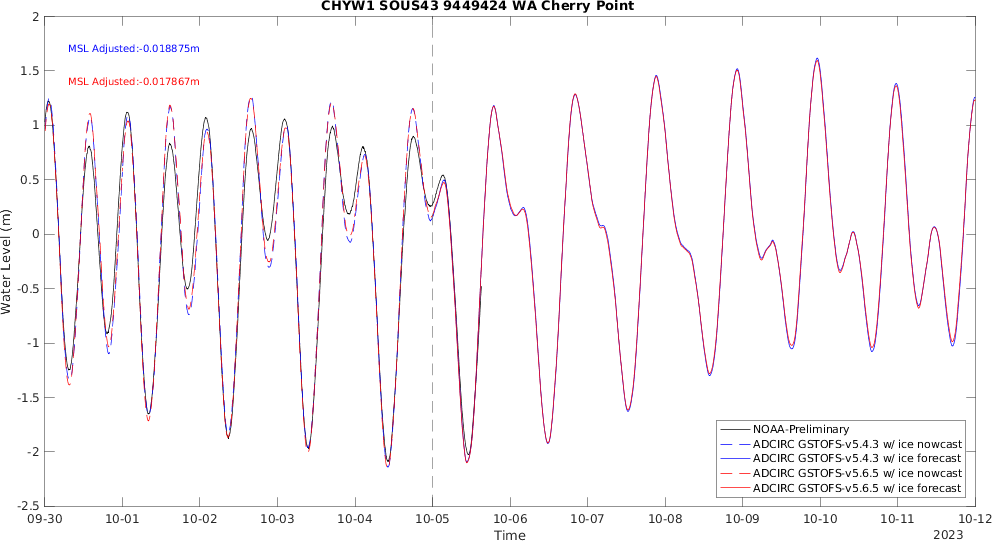 CHYW1 SOUS43 9449424 WA Cherry Point
MSL Adjusted:-0.018875m
MSL Adjusted:-0.017867m
Water Level (m)
2
1.5
1
0.5
0
-0.5
-1
-1.5
-2
-2.5
NOAA-Preliminary
ADCIRC GSTOFS-v5.4.3 w/ ice nowcast
ADCIRC GSTOFS-v5.4.3 w/ ice forecast
ADCIRC GSTOFS-v5.6.5 w/ ice nowcast
ADCIRC GSTOFS-v5.6.5 w/ ice forecast
09-30 10-01 10-02 10-03 10-04 10-05 10-06 10-07 10-08 10-09 10-10 10-11 10-12
Time
2023